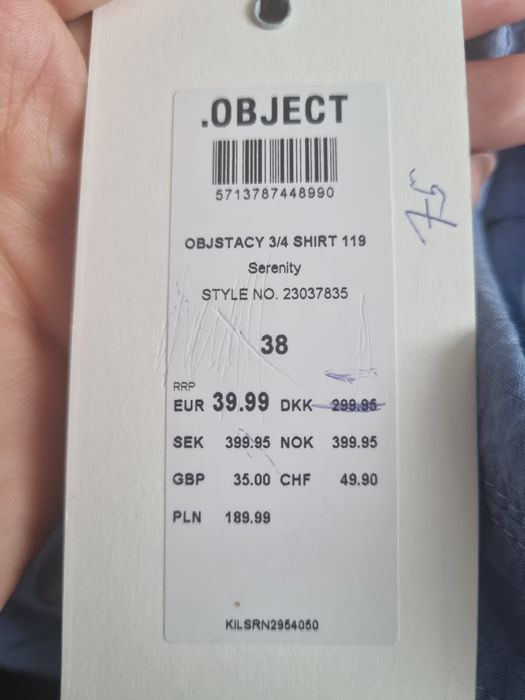 .OBJECT
5713787448990
OBJSTACY 3/4 SHIRT 119
Serenity
STYLE NO. 23037835
38
RRP
EUR 39.99 DKK 299.95
SEK 399.95 NOK 399.95
GBP 35.00 CHF 49.90
PLN 189.99
KILSRN2954050
75